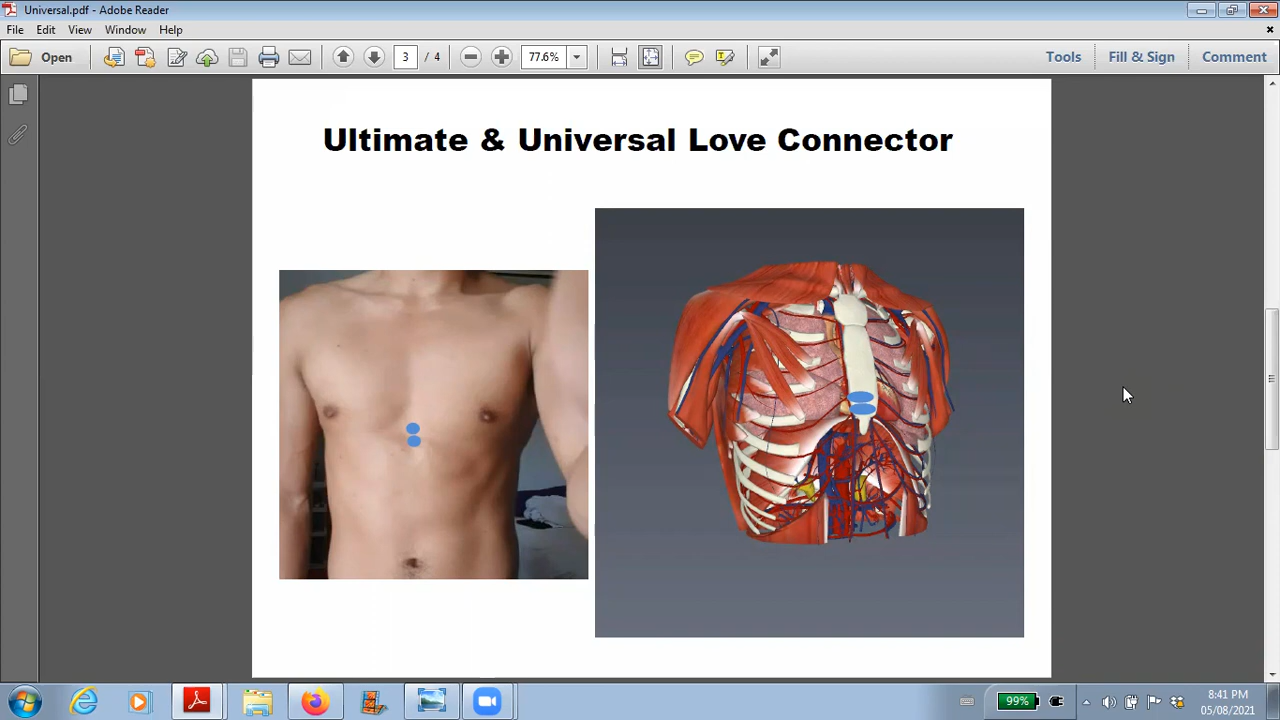 Universal.pdf - Adobe Reader
File Edit View Window Help
Open 3 / 4 77.6% Tools Fill & Sign Comment
Ultimate & Universal Love Connector
99% 8:41 PM
05/08/2021